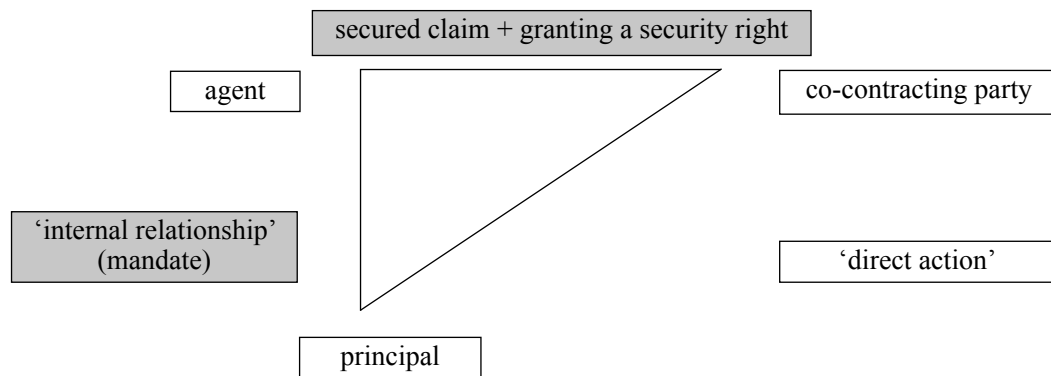 secured claim + granting a security right
agent
co-contracting party
‘internal relationship’
(mandate)
‘direct action’
principal